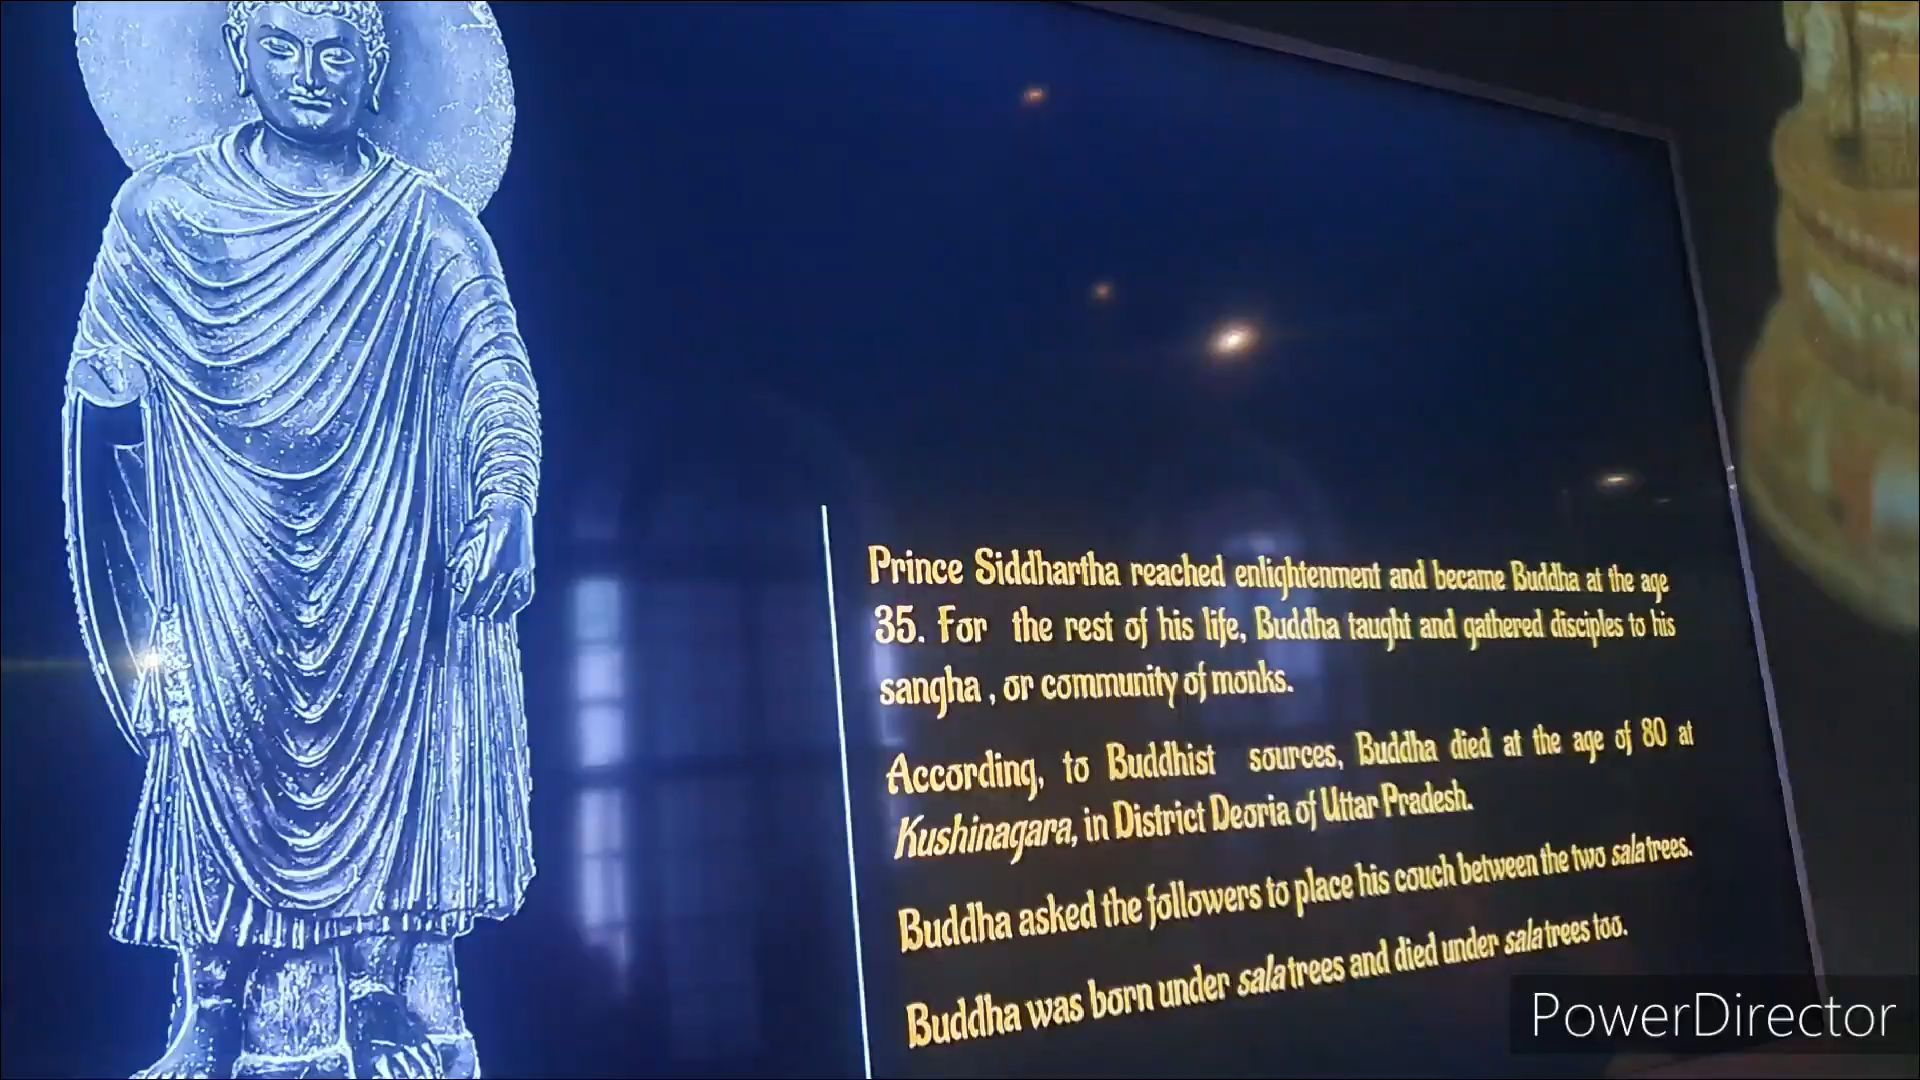 Prince Siddhartha reached enlightenment and became Buddha at the age
35. For the rest of his life, Buddha taught and gathered disciples to his
sangha , or community of monks.
According, to Buddhist sources, Buddha died at the age of 80 at
Kushinagara, in District Deoria of Uttar Pradesh.
Buddha asked the followers to place his couch between the two sala trees.
Buddha was born under sala trees and died under sala trees too.
PowerDirector